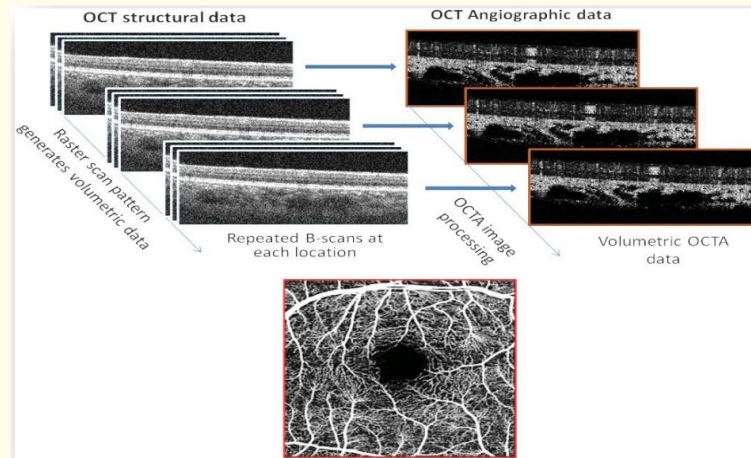 OCT structural data
OCT Angiographic data
Raster scan pattern
generates volumetric data
Repeated B-scans at
each location
OCTA image
processing
Volumetric OCTA
data